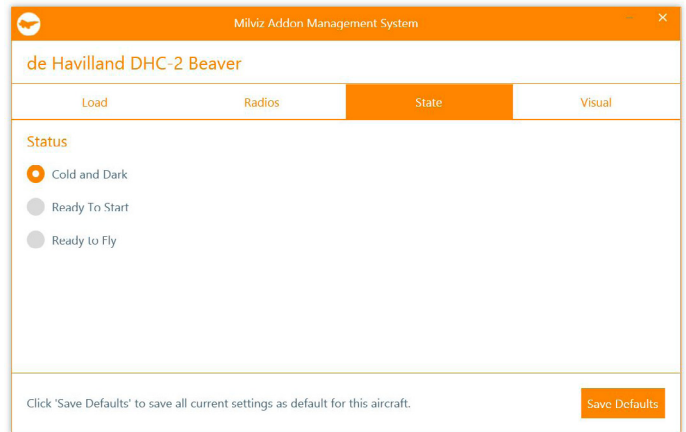 Milviz Addon Management System
de Havilland DHC-2 Beaver
Load Radios State Visual
Status
Cold and Dark
Ready To Start
Ready to Fly
Click 'Save Defaults' to save all current settings as default for this aircraft.
Save Defaults